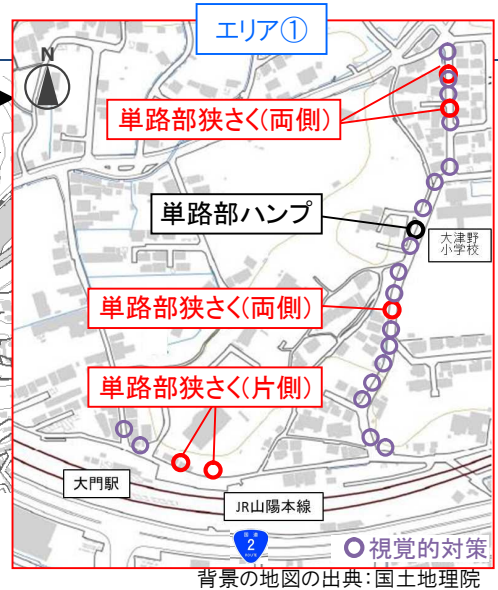 エリア①
N
単路部狭さく(両側)
単路部ハンプ
大津野
小学校
単路部狭さく(両側)
単路部狭さく(片側)
大門駅
JR山陽本線
国道
2
ROUTE
視覚的対策
背景の地図の出典:国土地理院